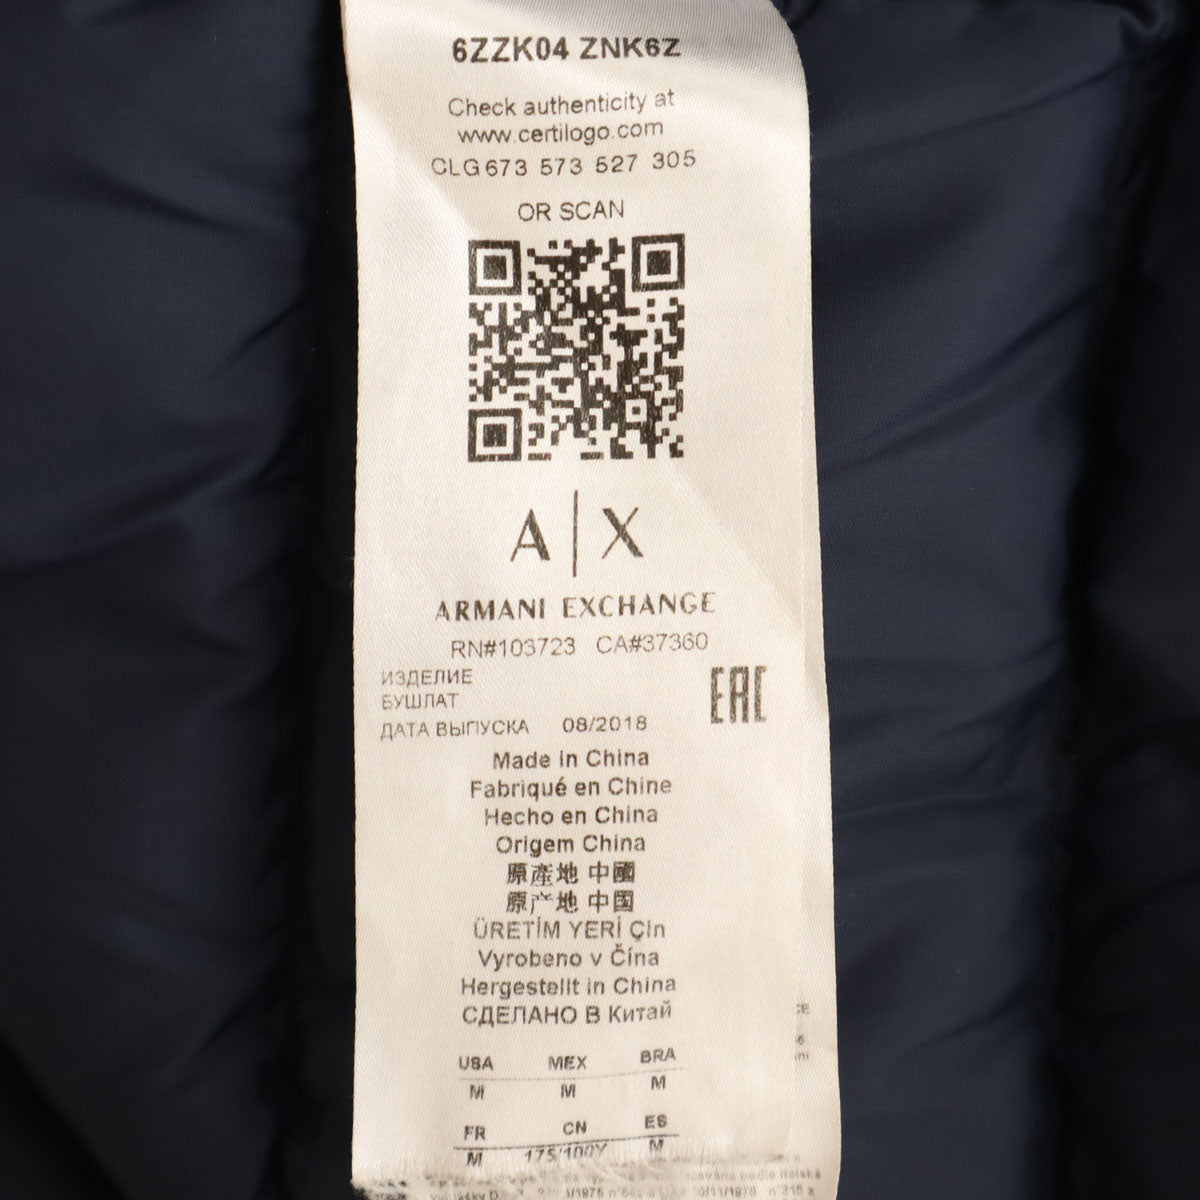 6ZZK04 ZNK6Z
Check authenticity at
www.certilogo.com
CLG 673 573 527 305
OR SCAN
A|X
ARMANI EXCHANGE
RN#103723 CA#37360
ИЗДЕЛИЕ
БУШЛАТ
ДАТА ВЫПУСКА 08/2018
EAC
Made in China
Fabriqué en Chine
Hecho en China
Origem China
原產地 中國
原产地 中国
ÜRETİM YERİ Çin
Vyrobeno v Čína
Hergestellt in China
СДЕЛАНО В Китай
USA MEX BRA
M M M
FR CN ES
M 175/100Y M